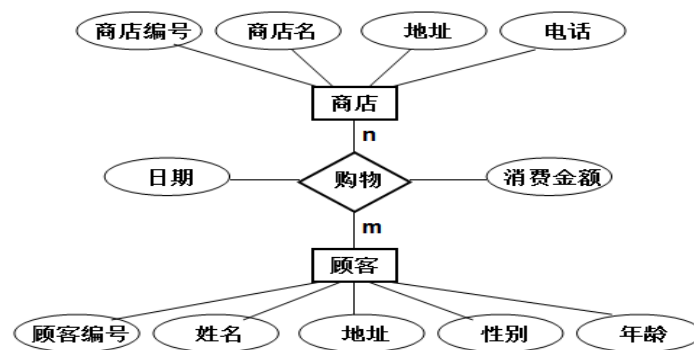 商店编号 商店名 地址 电话
商店
n
日期 购物 消费金额
m
顾客
顾客编号 姓名 地址 性别 年龄